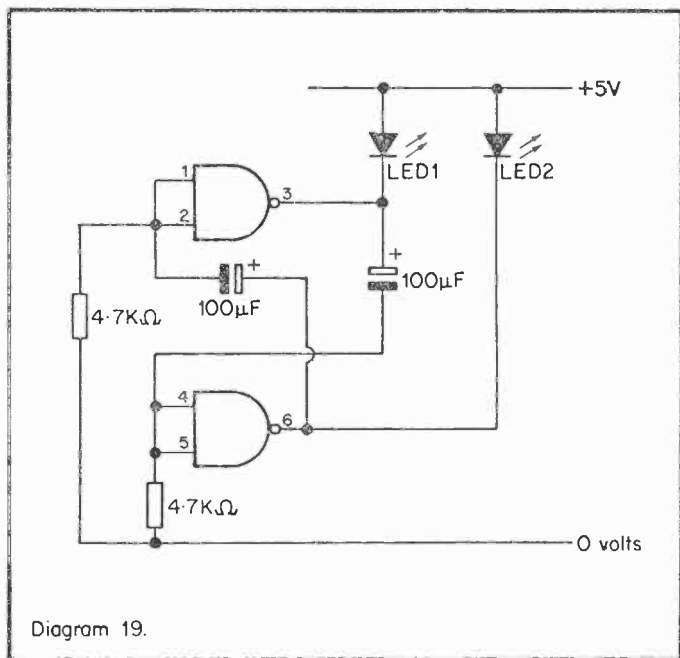 +5V
LED1
LED2
1
2
3
+
100µF
+
100µF
4·7KΩ
4
5
6
4·7KΩ
0 volts
Diagram 19.